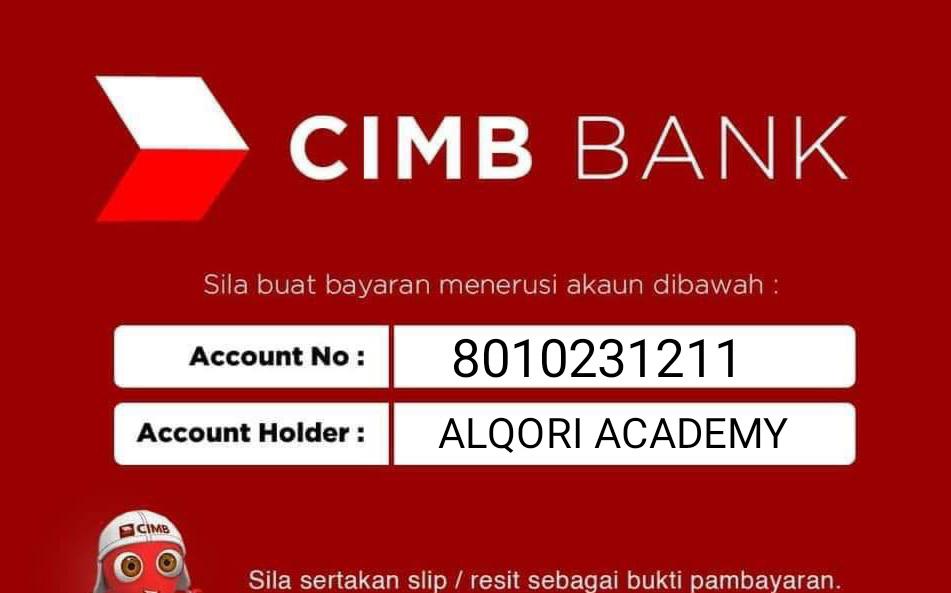 CIMB BANK
Sila buat bayaran menerusi akaun dibawah :
Account No : 8010231211
Account Holder : ALQORI ACADEMY
CIMB
Sila sertakan slip / resit sebagai bukti pambayaran.